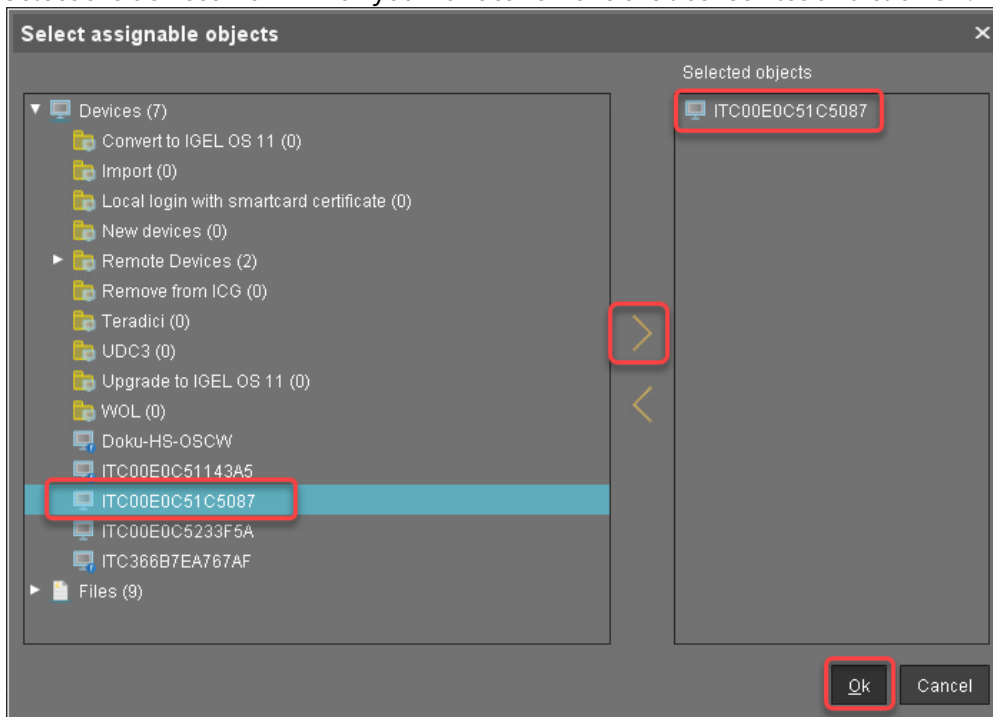 Select assignable objects
Selected objects
Devices (7)
Convert to IGEL OS 11 (0)
Import (0)
Local login with smartcard certificate (0)
New devices (0)
Remote Devices (2)
Remove from ICG (0)
Teradici (0)
UDC3 (0)
Upgrade to IGEL OS 11 (0)
WOL (0)
Doku-HS-OSCW
ITC00E0C51143A5
ITC00E0C51C5087
ITC00E0C5233F5A
ITC366B7EA767AF
Files (9)
ITC00E0C51C5087
Ok
Cancel